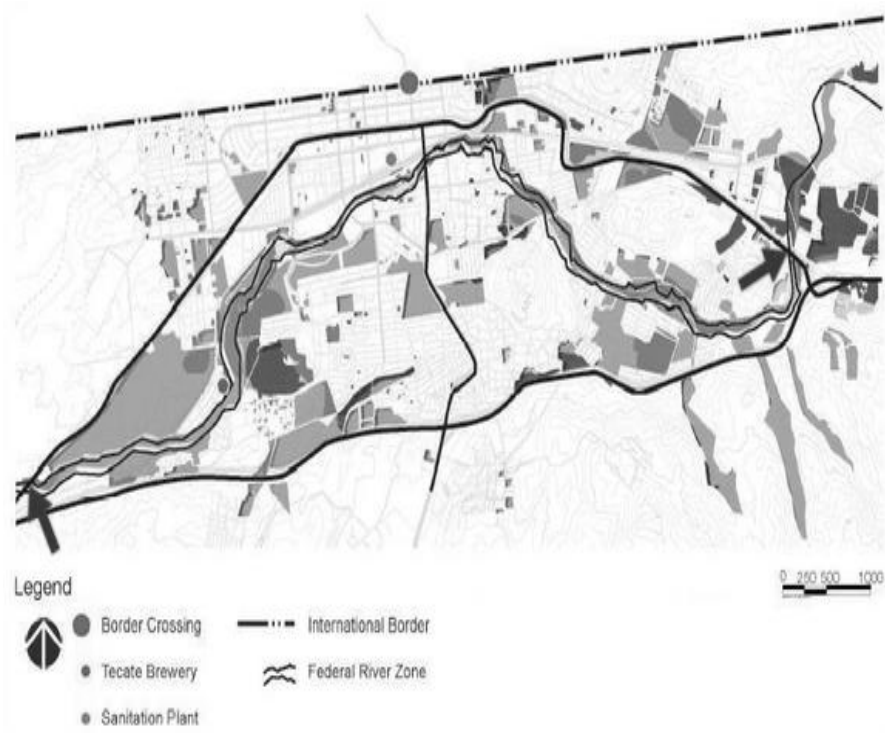 Legend
0 250 500 1000
Border Crossing
International Border
Tecate Brewery
Federal River Zone
Sanitation Plant